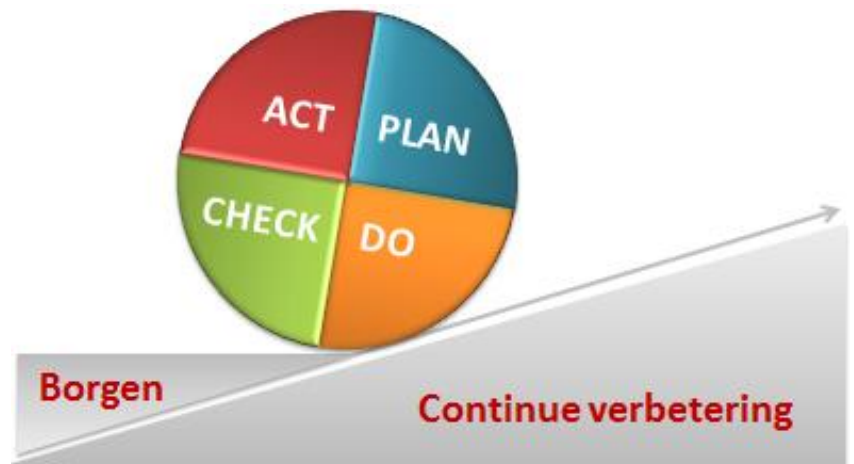 ACT
PLAN
CHECK
DO
Borgen
Continue verbetering